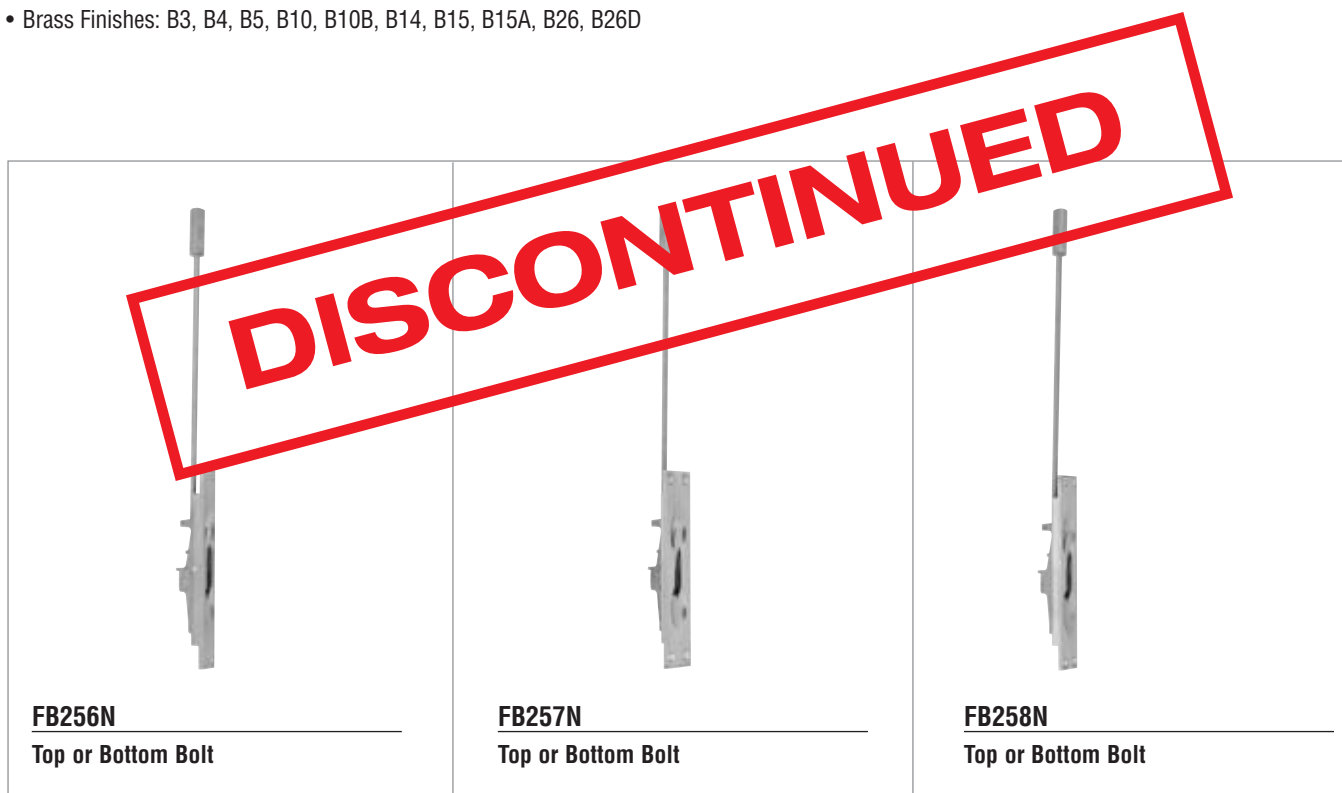 • Brass Finishes: B3, B4, B5, B10, B10B, B14, B15, B15A, B26, B26D
DISCONTINUED
FB256N
Top or Bottom Bolt
FB257N
Top or Bottom Bolt
FB258N
Top or Bottom Bolt